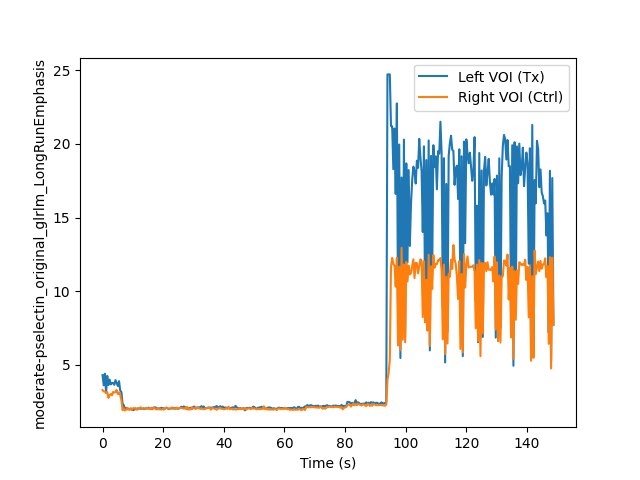 moderate-pselectin_original_glrlm_LongRunEmphasis
25
20
15
10
5
Left VOI (Tx)
Right VOI (Ctrl)
0 20 40 60 80 100 120 140
Time (s)